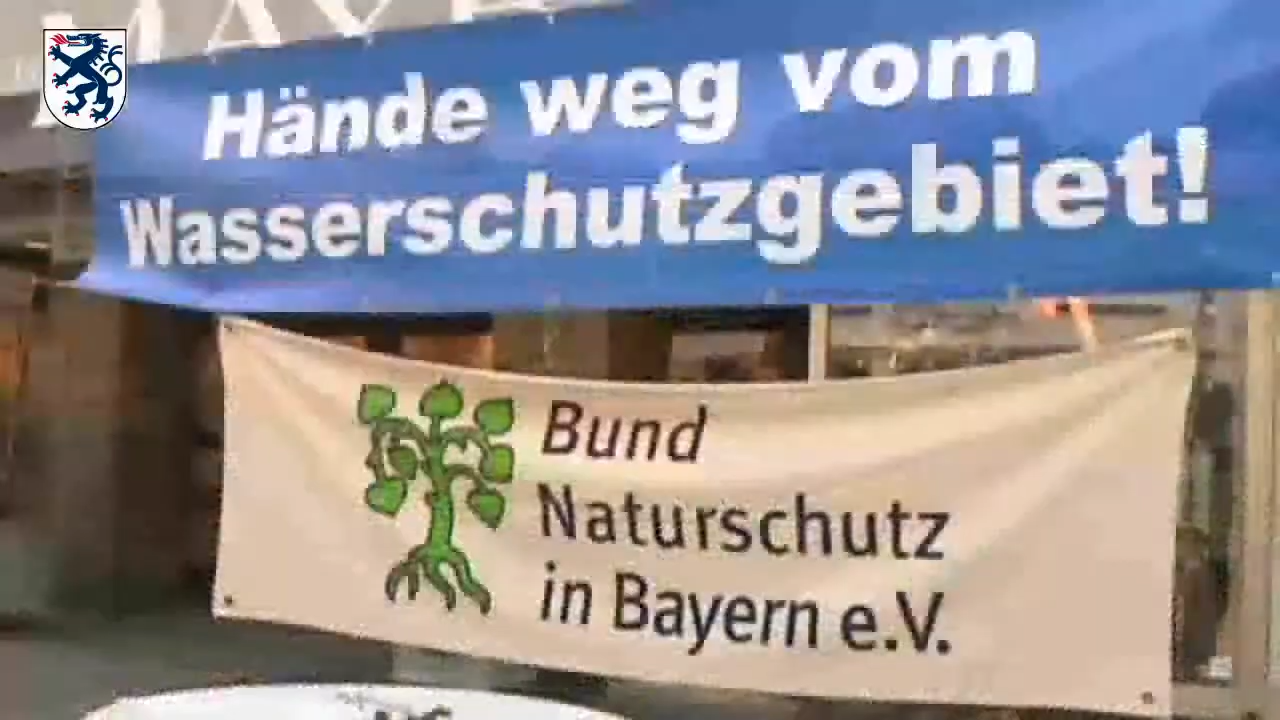 Hände weg vom
Wasserschutzgebiet!
Bund
Naturschutz
in Bayern e.V.